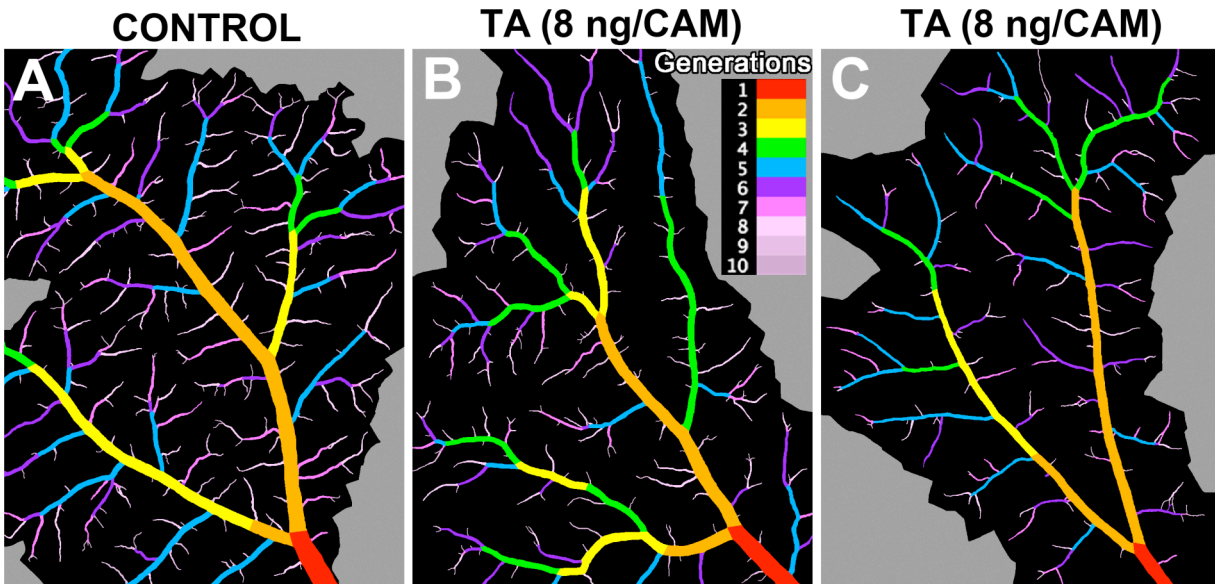 CONTROL
TA (8 ng/CAM)
TA (8 ng/CAM)
A
B
Generations
1
2
3
4
5
6
7
8
9
10
C